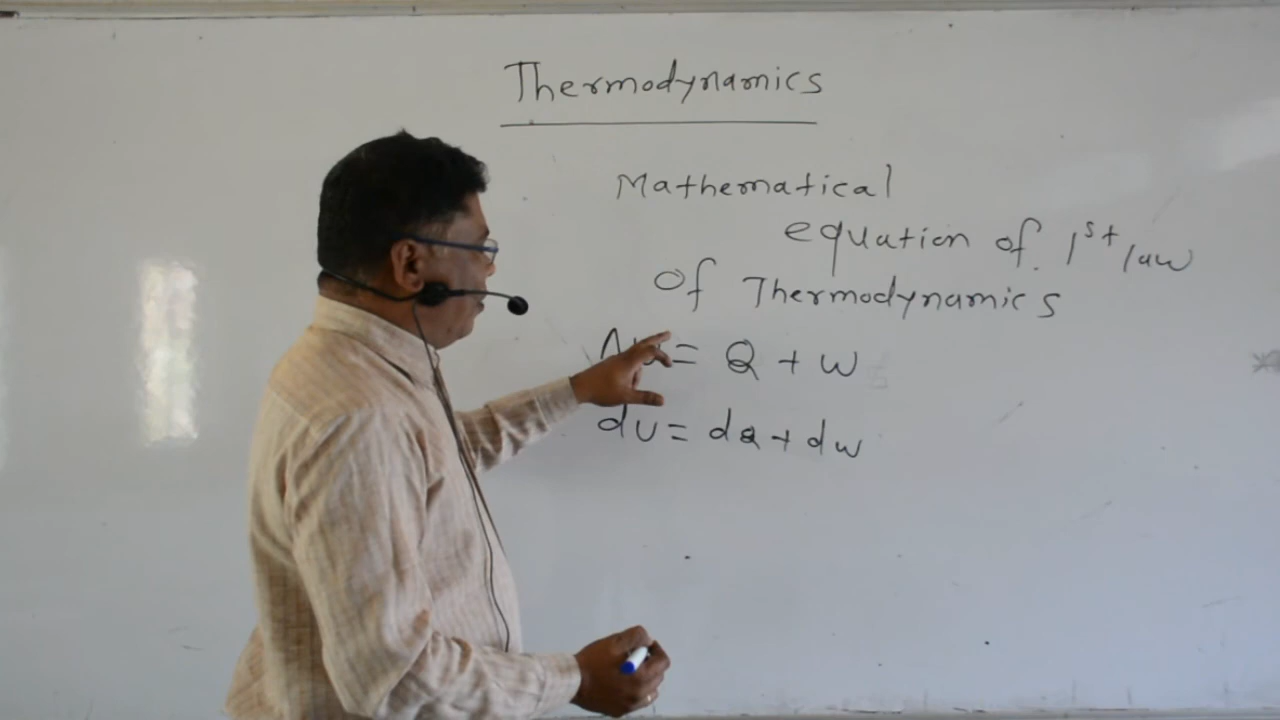 Thermodynamics
Mathematical
equation of 1st law
of Thermodynamics
= Q + W
du = dQ + dw